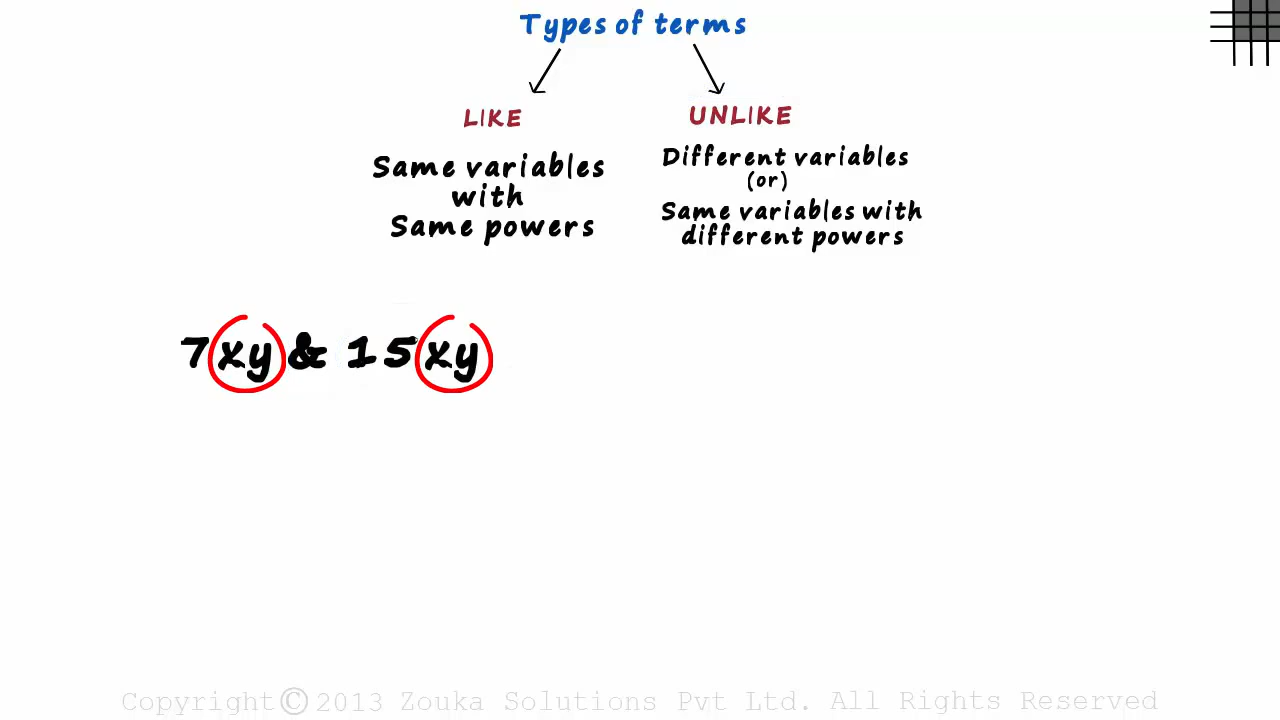 Types of terms
LIKE
Same variables
with
Same powers
UNLIKE
Different variables
(or)
Same variables with
different powers
7xy & 15xy
Copyright © 2013 Zouka Solutions Pvt Ltd. All Rights Reserved